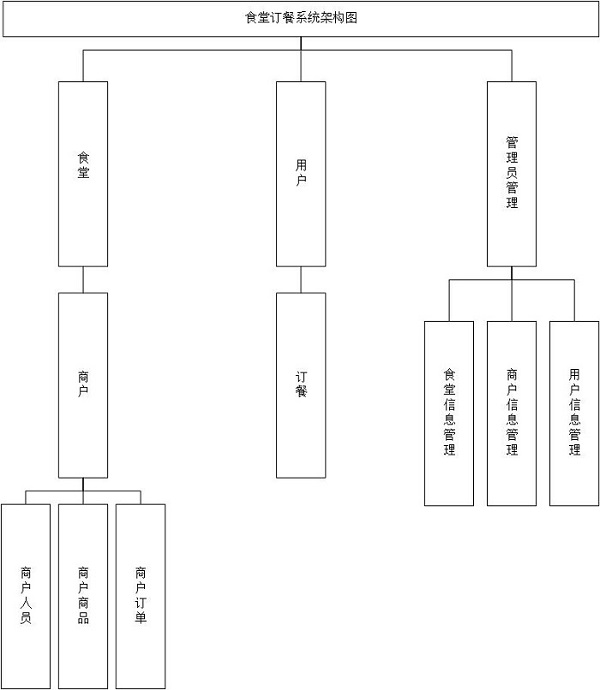 食堂订餐系统架构图
食堂
用户
管理员管理
商户
订餐
食堂信息管理
商户信息管理
用户信息管理
商户人员
商户商品
商户订单